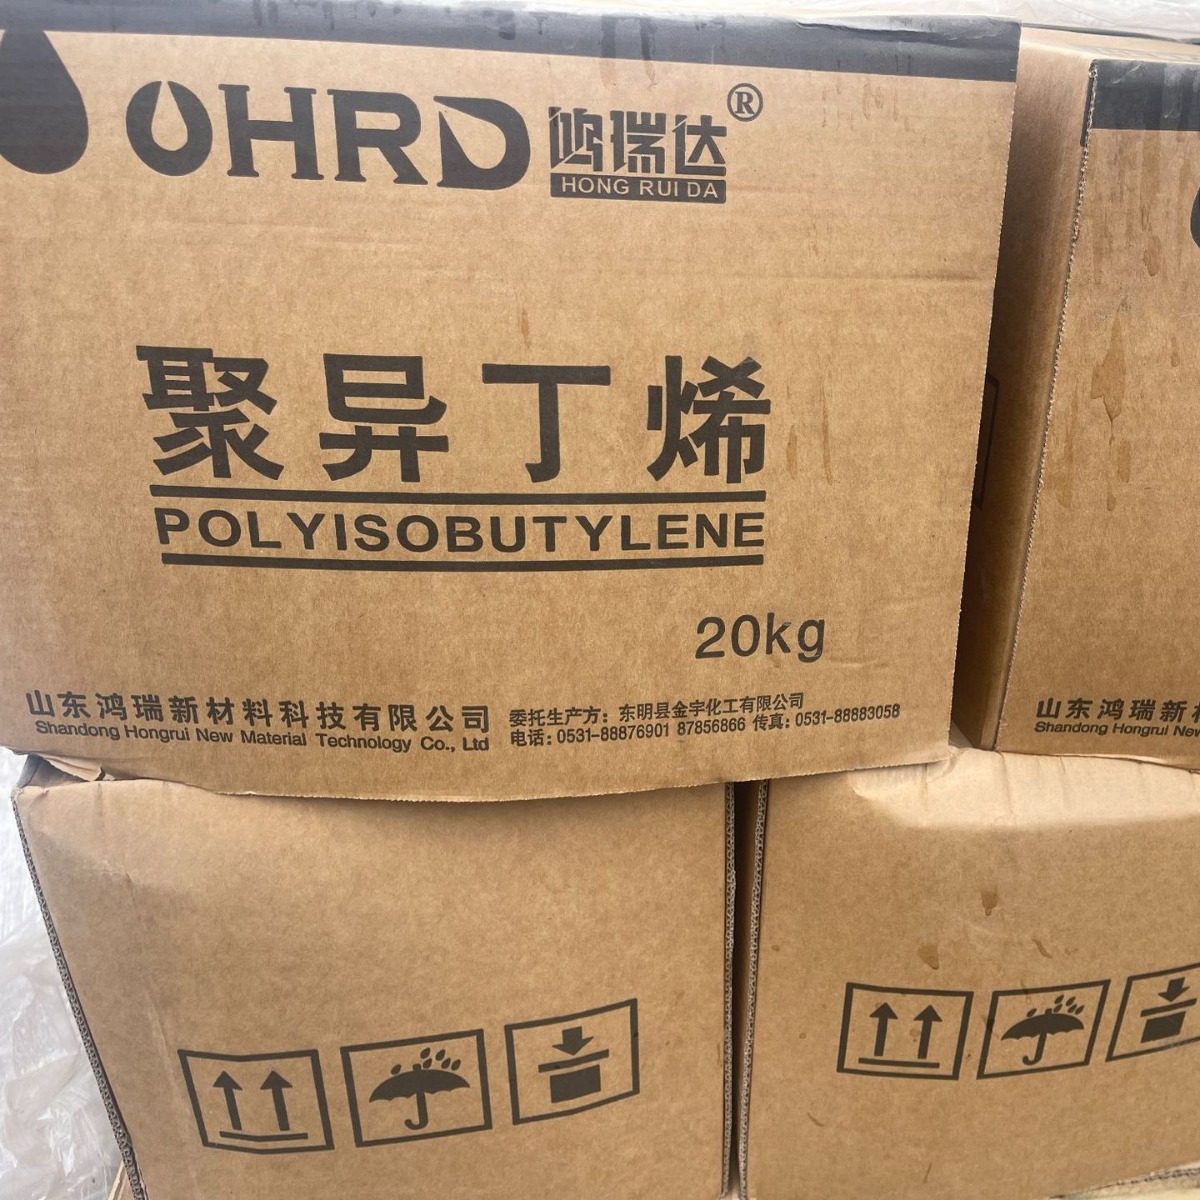 OHRD 鸿瑞达®
HONG RUI DA
聚异丁烯
POLYISOBUTYLENE
20kg
山东鸿瑞新材料科技有限公司
Shandong Hongrui New Material Technology Co., Ltd
委托生产方：东明县金宇化工有限公司
电话：0531-88876901 87856866 传真：0531-88883058
山东鸿瑞新
Shandong Hongrui New